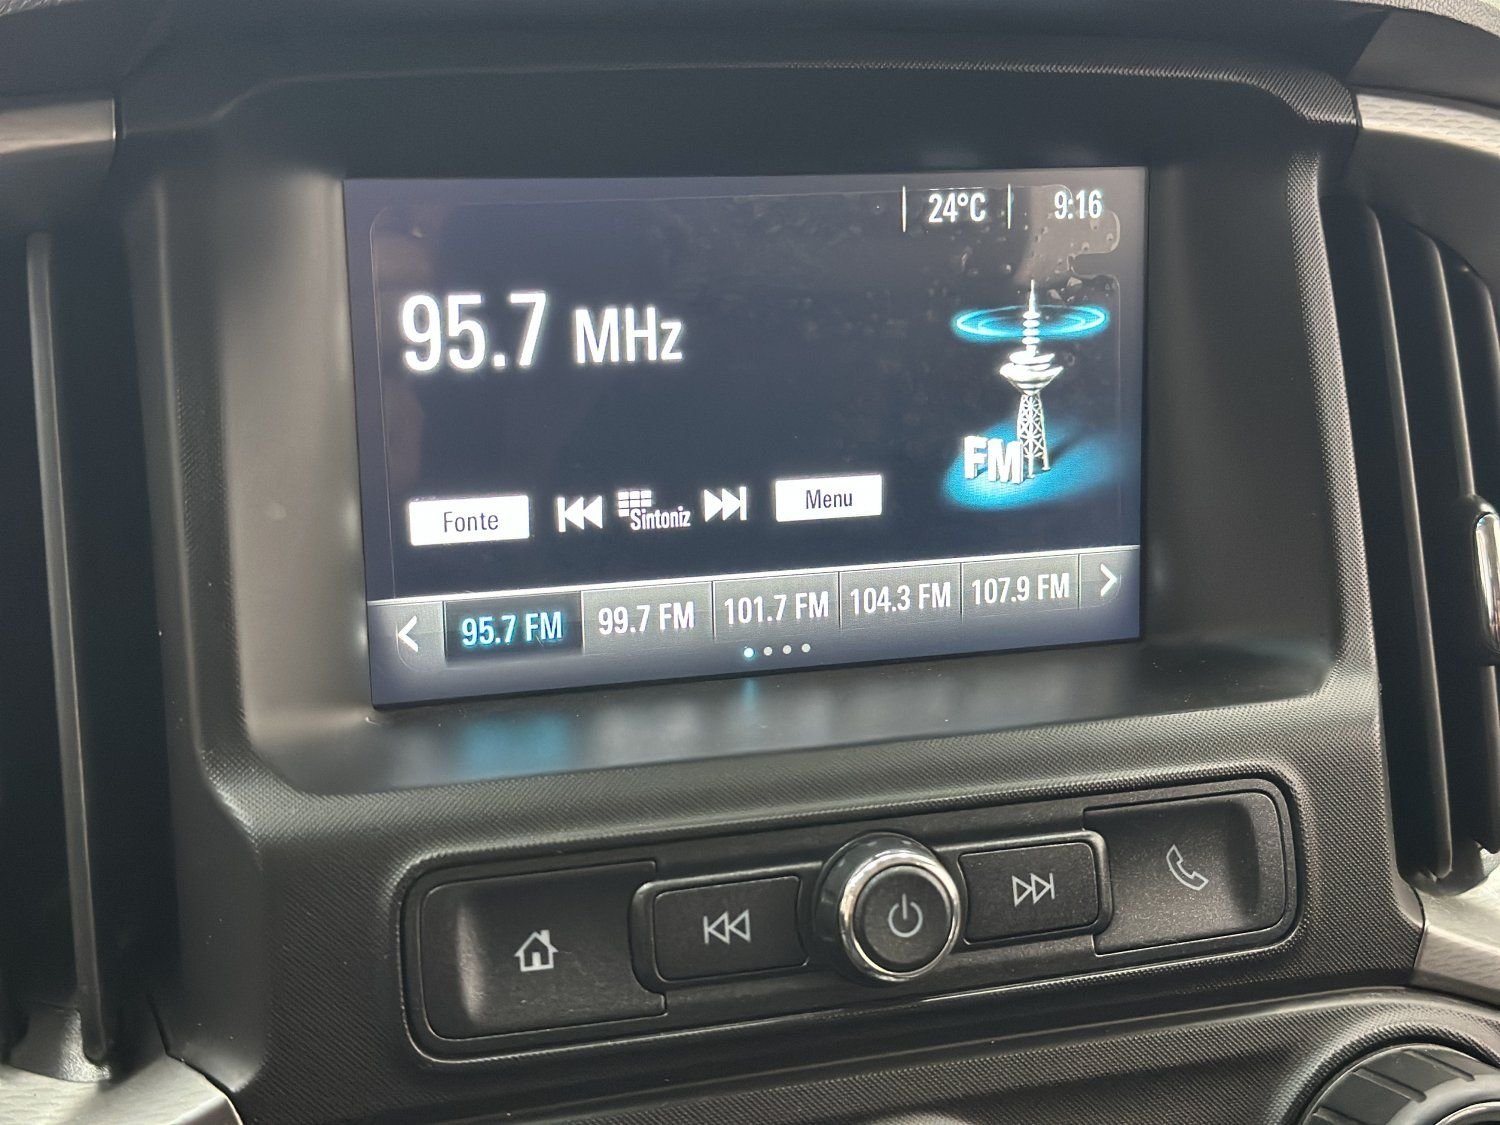 24°C 9:16
95.7 MHz
FM
Fonte Sintoniz Menu
95.7 FM 99.7 FM 101.7 FM 104.3 FM 107.9 FM